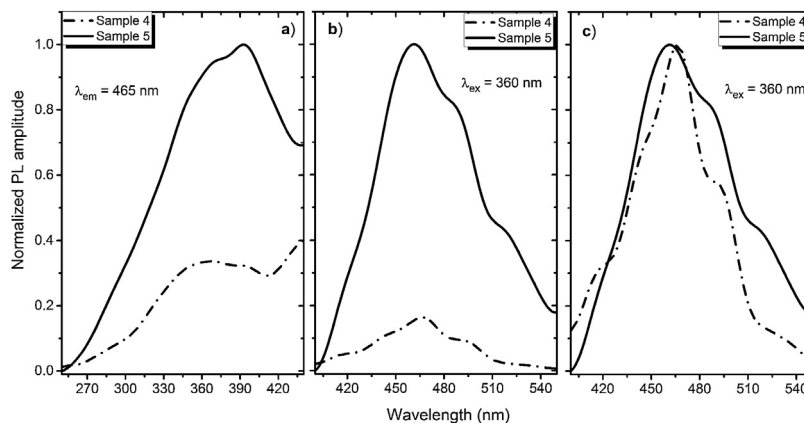 Sample 4
Sample 5
a)
λem = 465 nm
Sample 4
Sample 5
b)
λex = 360 nm
Sample 4
Sample 5
c)
λex = 360 nm
Normalized PL amplitude
1.0
0.8
0.6
0.4
0.2
0.0
270 300 330 360 390 420
420 450 480 510 540
420 450 480 510 540
Wavelength (nm)